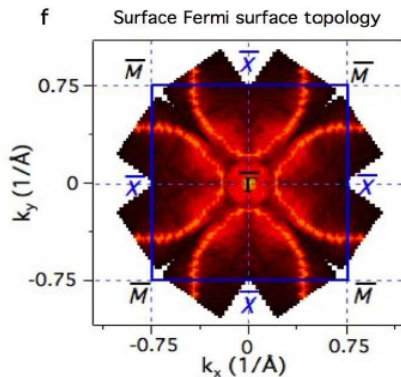 f Surface Fermi surface topology
M̅ X̅ M̅
0.75
k_y (1/Å)
0 X̅ Γ̅ X̅
-0.75
M̅ X̅ M̅
-0.75 0 0.75
k_x (1/Å)